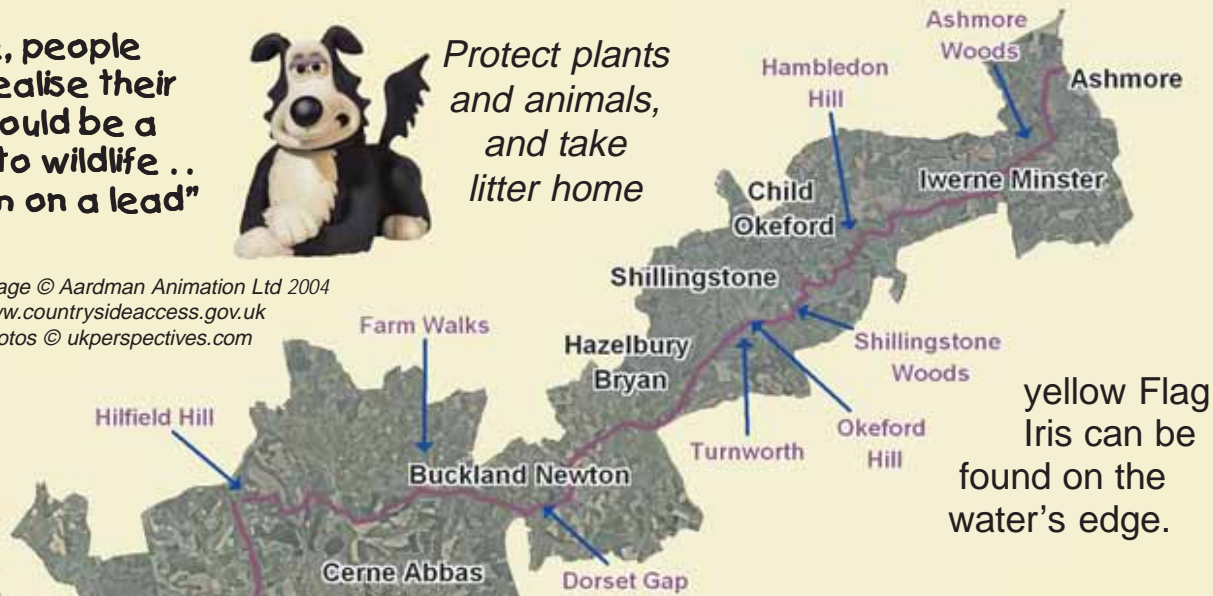 , people
ealise their
ould be a
to wildlife ..
on a lead"
Protect plants
and animals,
and take
litter home
age © Aardman Animation Ltd 2004
w.countrysideaccess.gov.uk
otos © ukperspectives.com
Ashmore
Woods
Ashmore
Hambledon
Hill
Iwerne Minster
Child
Okeford
Shillingstone
Farm Walks
Hazelbury
Bryan
Shillingstone
Woods
Hilfield Hill
Turnworth
Okeford
Hill
Buckland Newton
Cerne Abbas
Dorset Gap
yellow Flag
Iris can be
found on the
water's edge.